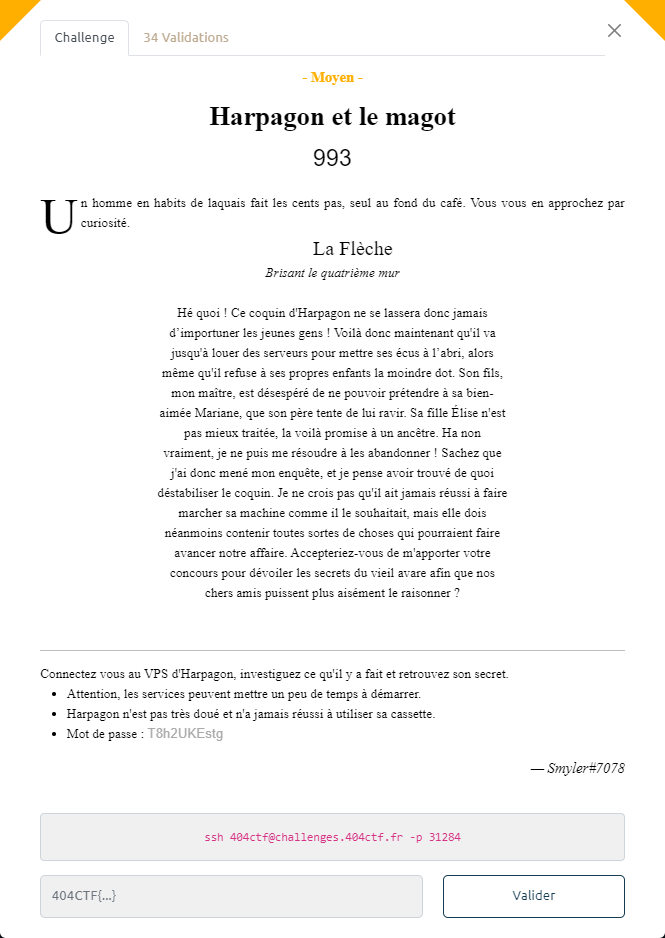 Challenge
34 Validations
- Moyen -
Harpagon et le magot
993
Un homme en habits de laquais fait les cents pas, seul au fond du café. Vous vous en approchez par
curiosité.
La Flèche
Brisant le quatrième mur
Hé quoi ! Ce coquin d'Harpagon ne se lassera donc jamais
d’importuner les jeunes gens ! Voilà donc maintenant qu'il va
jusqu'à louer des serveurs pour mettre ses écus à l’abri, alors
même qu'il refuse à ses propres enfants la moindre dot. Son fils,
mon maître, est désespéré de ne pouvoir prétendre à sa bien-
aimée Mariane, que son père tente de lui ravir. Sa fille Élise n'est
pas mieux traitée, la voilà promise à un ancêtre. Ha non
vraiment, je ne puis me résoudre à les abandonner ! Sachez que
j'ai donc mené mon enquête, et je pense avoir trouvé de quoi
déstabiliser le coquin. Je ne crois pas qu'il ait jamais réussi à faire
marcher sa machine comme il le souhaitait, mais elle dois
néanmoins contenir toutes sortes de choses qui pourraient faire
avancer notre affaire. Accepteriez-vous de m'apporter votre
concours pour dévoiler les secrets du vieil avare afin que nos
chers amis puissent plus aisément le raisonner ?
Connectez vous au VPS d'Harpagon, investiguez ce qu'il y a fait et retrouvez son secret.
• Attention, les services peuvent mettre un peu de temps à démarrer.
• Harpagon n'est pas très doué et n'a jamais réussi à utiliser sa cassette.
• Mot de passe : T8h2UKEstg
— Smyler#7078
ssh 404ctf@challenges.404ctf.fr -p 31284
404CTF{...}
Valider